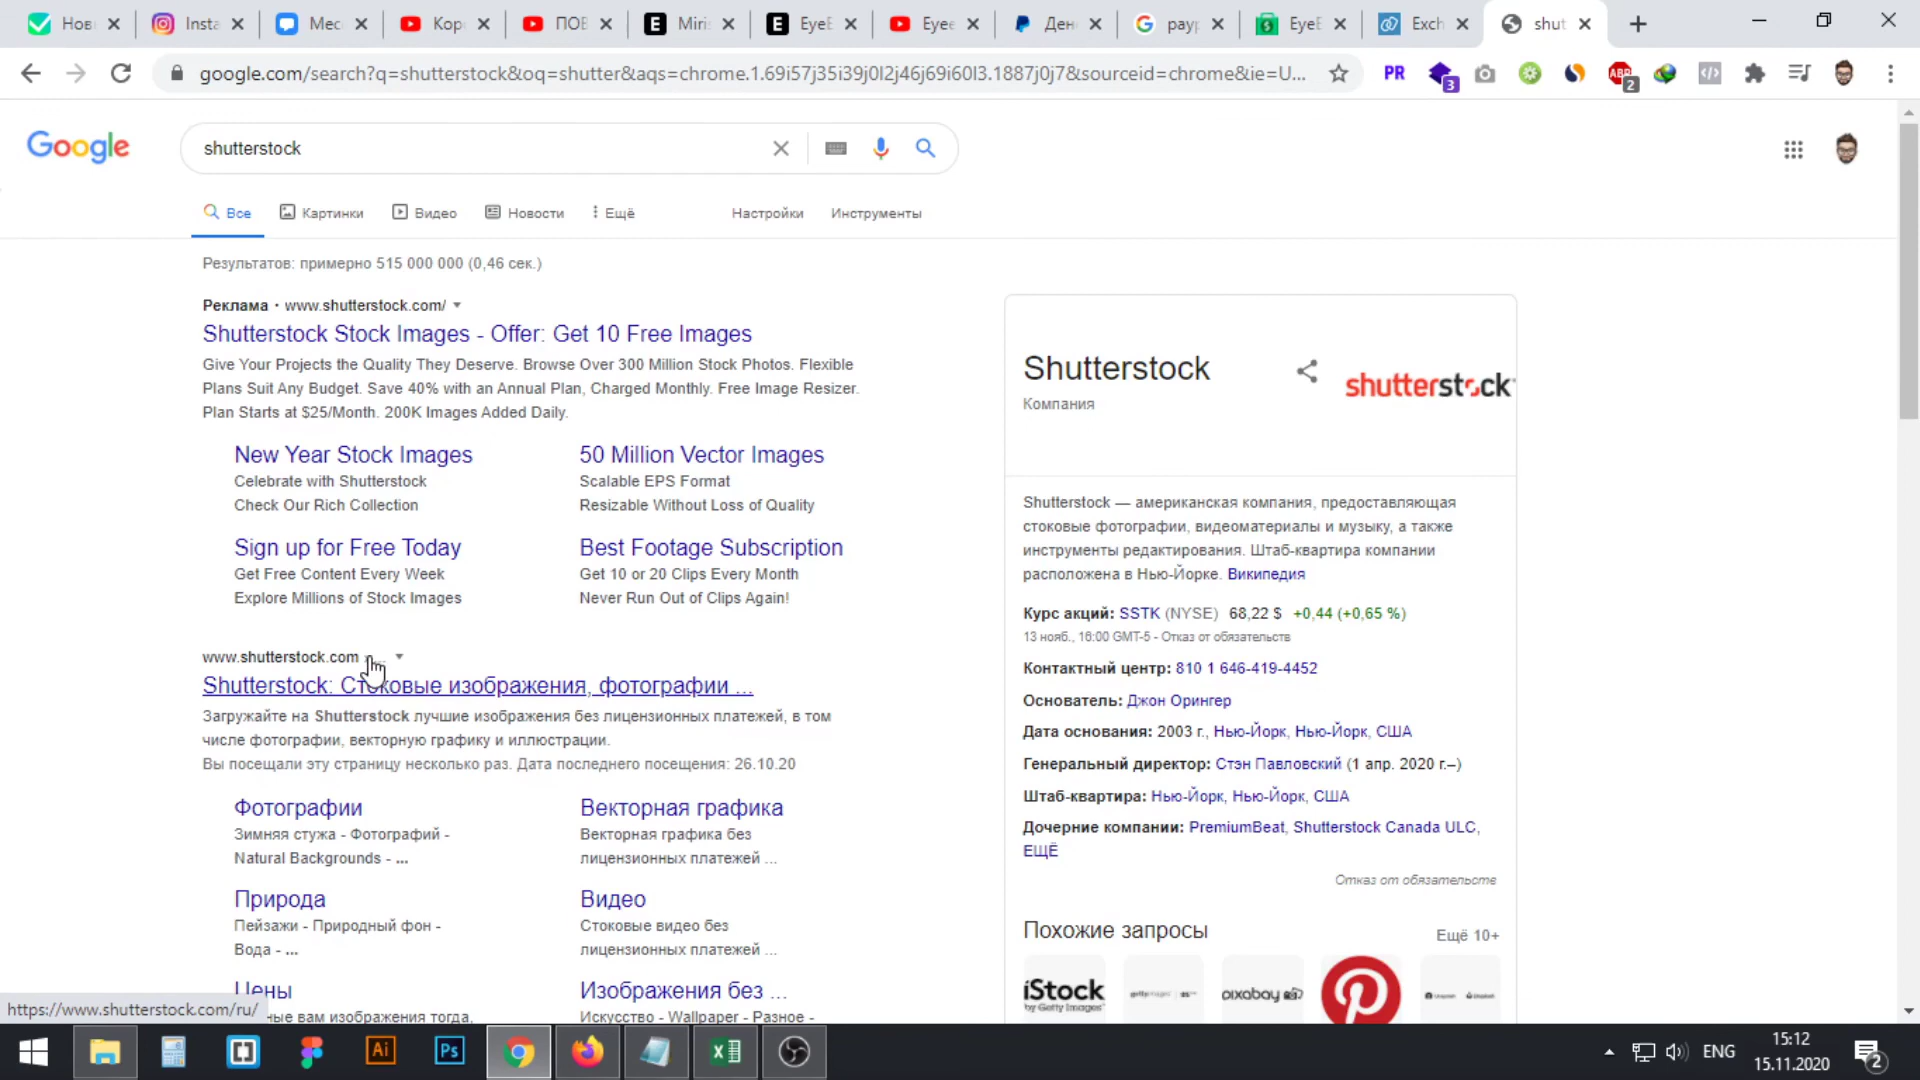 Нов
Insta
Mec
Кор
ПОВ
Miri
EyeE
Eyee
Ден
payp
EyeE
Exch
shut
google.com/search?q=shutterstock&oq=shutter&aqs=chrome.1.69i57j35i39j0l2j46j69i60l3.1887j0j7&sourceid=chrome&ie=U...
PR
3
ABP
2
Google
shutterstock
Все
Картинки
Видео
Новости
Ещё
Настройки
Инструменты
Результатов: примерно 515 000 000 (0,46 сек.)
Реклама · www.shutterstock.com/
Shutterstock Stock Images - Offer: Get 10 Free Images
Give Your Projects the Quality They Deserve. Browse Over 300 Million Stock Photos. Flexible
Plans Suit Any Budget. Save 40% with an Annual Plan, Charged Monthly. Free Image Resizer.
Plan Starts at $25/Month. 200K Images Added Daily.
New Year Stock Images
Celebrate with Shutterstock
Check Our Rich Collection
50 Million Vector Images
Scalable EPS Format
Resizable Without Loss of Quality
Sign up for Free Today
Get Free Content Every Week
Explore Millions of Stock Images
Best Footage Subscription
Get 10 or 20 Clips Every Month
Never Run Out of Clips Again!
www.shutterstock.com
Shutterstock: Стоковые изображения, фотографии ...
Загружайте на Shutterstock лучшие изображения без лицензионных платежей, в том
числе фотографии, векторную графику и иллюстрации.
Вы посещали эту страницу несколько раз. Дата последнего посещения: 26.10.20
Фотографии
Зимняя стужа - Фотографий -
Natural Backgrounds - ...
Векторная графика
Векторная графика без
лицензионных платежей ...
Природа
Пейзажи - Природный фон -
Вода - ...
Видео
Стоковые видео без
лицензионных платежей ...
Цены
ные вам изображения тогда,
Изображения без ...
Искусство - Wallpaper - Разное -
https://www.shutterstock.com/ru/
Shutterstock
Компания
shutterstock
Shutterstock — американская компания, предоставляющая
стоковые фотографии, видеоматериалы и музыку, а также
инструменты редактирования. Штаб-квартира компании
расположена в Нью-Йорке. Википедия
Курс акций: SSTK (NYSE) 68,22 $ +0,44 (+0,65 %)
13 нояб., 16:00 GMT-5 - Отказ от обязательств
Контактный центр: 810 1 646-419-4452
Основатель: Джон Орингер
Дата основания: 2003 г., Нью-Йорк, Нью-Йорк, США
Генеральный директор: Стэн Павловский (1 апр. 2020 г.–)
Штаб-квартира: Нью-Йорк, Нью-Йорк, США
Дочерние компании: PremiumBeat, Shutterstock Canada ULC,
ЕЩЁ
Отказ от обязательств
Похожие запросы
Ещё 10+
iStock
by Getty Images
pixabay
Ai
Ps
ENG
15:12
15.11.2020
2